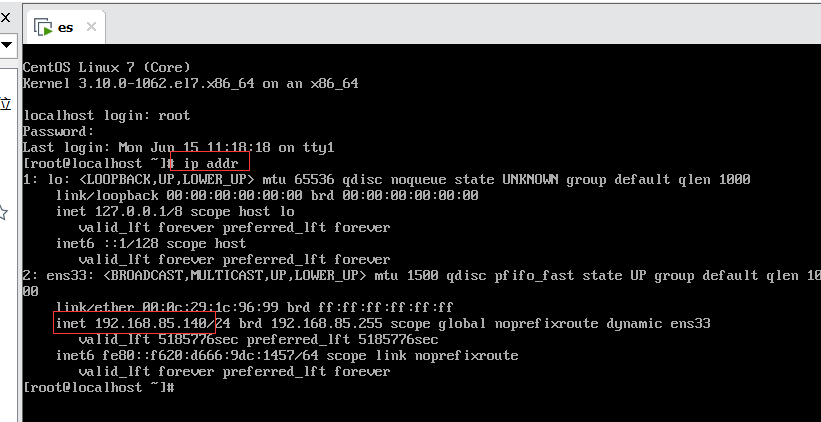 es
位
CentOS Linux 7 (Core)
Kernel 3.10.0-1062.el7.x86_64 on an x86_64
localhost login: root
Password:
Last login: Mon Jun 15 11:18:18 on tty1
[root@localhost ~]# ip addr
1: lo: <LOOPBACK,UP,LOWER_UP> mtu 65536 qdisc noqueue state UNKNOWN group default qlen 1000
link/loopback 00:00:00:00:00:00 brd 00:00:00:00:00:00
inet 127.0.0.1/8 scope host lo
valid_lft forever preferred_lft forever
inet6 ::1/128 scope host
valid_lft forever preferred_lft forever
2: ens33: <BROADCAST,MULTICAST,UP,LOWER_UP> mtu 1500 qdisc pfifo_fast state UP group default qlen 10
00
link/ether 00:0c:29:1c:96:99 brd ff:ff:ff:ff:ff:ff
inet 192.168.85.140/24 brd 192.168.85.255 scope global noprefixroute dynamic ens33
valid_lft 5185776sec preferred_lft 5185776sec
inet6 fe80::f620:d666:9dc:1457/64 scope link noprefixroute
valid_lft forever preferred_lft forever
[root@localhost ~]#